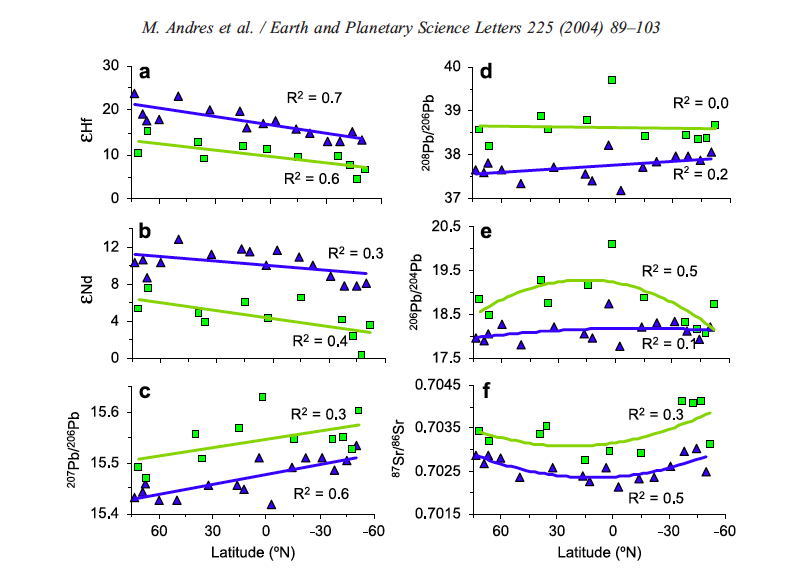 M. Andres et al. / Earth and Planetary Science Letters 225 (2004) 89–103
a
30
20
10
0
εHf
R² = 0.7
R² = 0.6
d
40
39
38
37
208Pb/206Pb
R² = 0.0
R² = 0.2
b
12
8
4
0
εNd
R² = 0.3
R² = 0.4
e
20.5
19.5
18.5
17.5
206Pb/204Pb
R² = 0.5
R² = 0.1
c
15.6
15.5
15.4
207Pb/206Pb
R² = 0.3
R² = 0.6
60 30 0 -30 -60
Latitude (ºN)
f
0.7045
0.7035
0.7025
0.7015
87Sr/86Sr
R² = 0.3
R² = 0.5
60 30 0 -30 -60
Latitude (ºN)